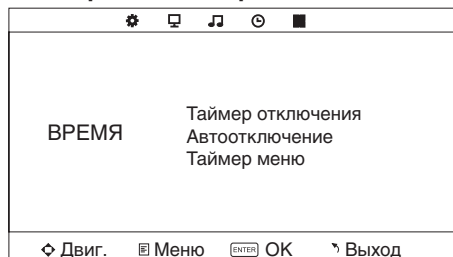 ВРЕМЯ
Таймер отключения
Автоотключение
Таймер меню
Двиг. Меню ENTER OK Выход